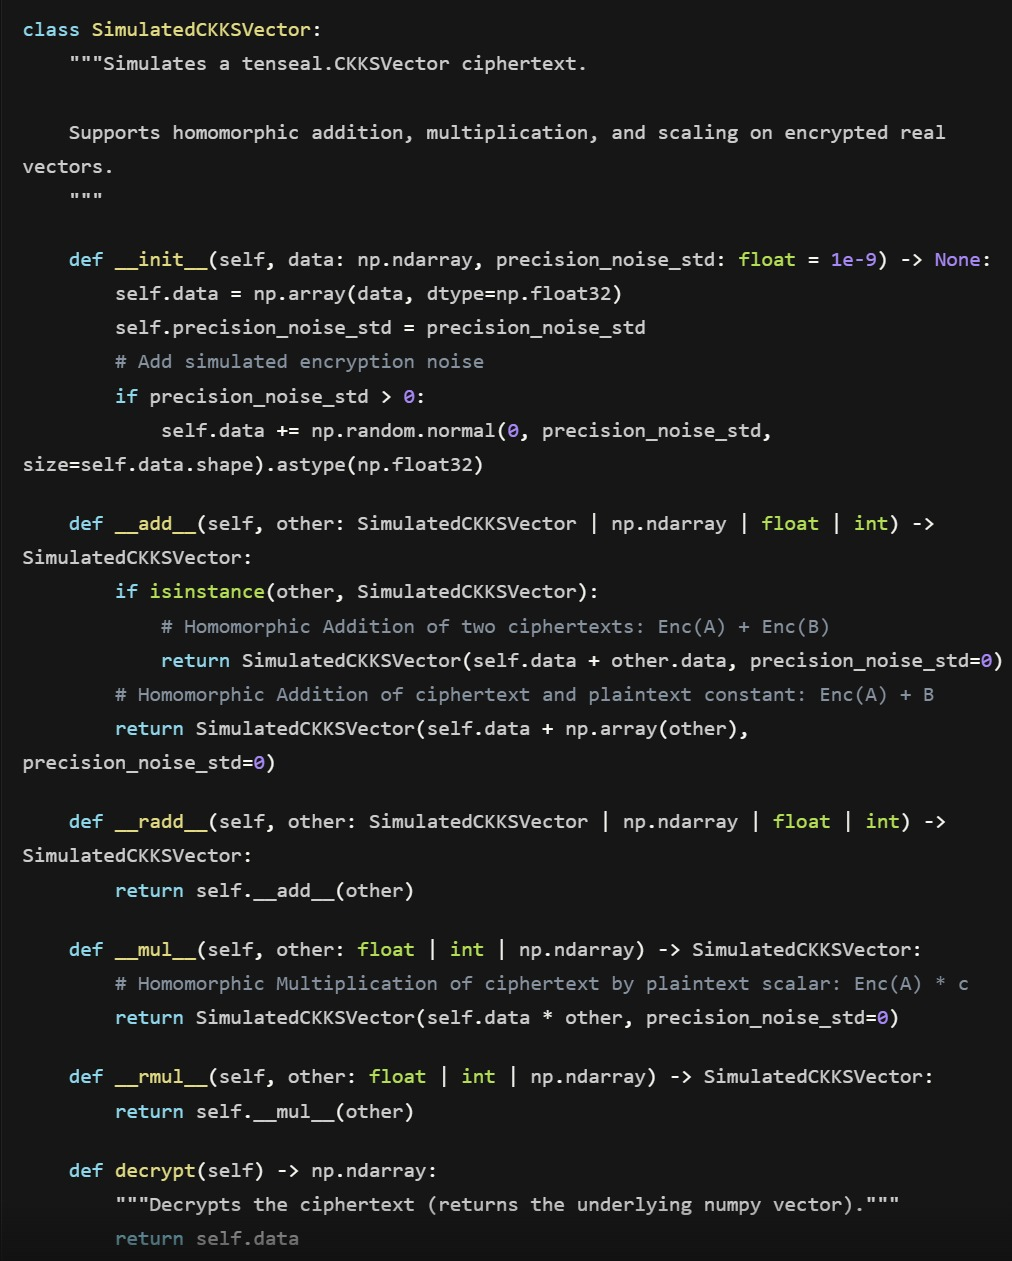 class SimulatedCKKSVector:
    """Simulates a tenseal.CKKSVector ciphertext.

    Supports homomorphic addition, multiplication, and scaling on encrypted real
vectors.
    """

    def __init__(self, data: np.ndarray, precision_noise_std: float = 1e-9) -> None:
        self.data = np.array(data, dtype=np.float32)
        self.precision_noise_std = precision_noise_std
        # Add simulated encryption noise
        if precision_noise_std > 0:
            self.data += np.random.normal(0, precision_noise_std,
size=self.data.shape).astype(np.float32)

    def __add__(self, other: SimulatedCKKSVector | np.ndarray | float | int) ->
SimulatedCKKSVector:
        if isinstance(other, SimulatedCKKSVector):
            # Homomorphic Addition of two ciphertexts: Enc(A) + Enc(B)
            return SimulatedCKKSVector(self.data + other.data, precision_noise_std=0)
        # Homomorphic Addition of ciphertext and plaintext constant: Enc(A) + B
        return SimulatedCKKSVector(self.data + np.array(other),
precision_noise_std=0)

    def __radd__(self, other: SimulatedCKKSVector | np.ndarray | float | int) ->
SimulatedCKKSVector:
        return self.__add__(other)

    def __mul__(self, other: float | int | np.ndarray) -> SimulatedCKKSVector:
        # Homomorphic Multiplication of ciphertext by plaintext scalar: Enc(A) * c
        return SimulatedCKKSVector(self.data * other, precision_noise_std=0)

    def __rmul__(self, other: float | int | np.ndarray) -> SimulatedCKKSVector:
        return self.__mul__(other)

    def decrypt(self) -> np.ndarray:
        """Decrypts the ciphertext (returns the underlying numpy vector)."""
        return self.data